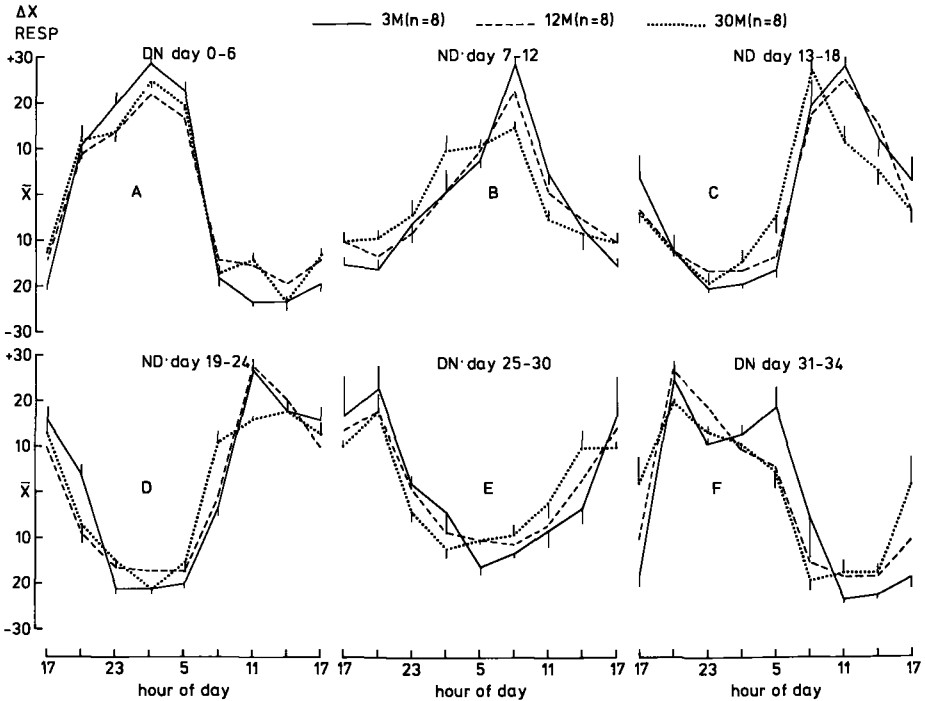 ΔX
RESP
3M(n=8) 12M(n=8) 30M(n=8)
DN day 0-6 ND·day 7-12 ND day 13-18
+30
20
10
X̅
10
20
-30
A B C
ND·day 19-24 DN·day 25-30 DN day 31-34
+30
20
10
X̅
10
20
-30
D E F
17 23 5 11 17 23 5 11 17 23 5 11 17
hour of day hour of day hour of day